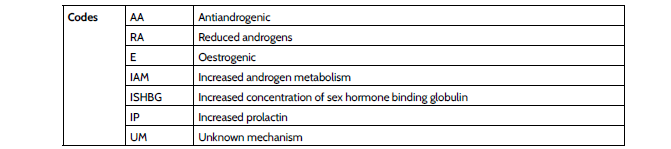 Codes AA Antiandrogenic
RA Reduced androgens
E Oestrogenic
IAM Increased androgen metabolism
ISHBG Increased concentration of sex hormone binding globulin
IP Increased prolactin
UM Unknown mechanism